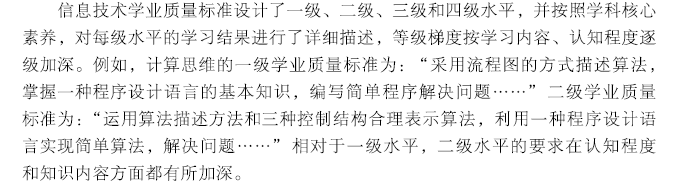 信息技术学业质量标准设计了一级、二级、三级和四级水平，并按照学科核心
素养，对每级水平的学习结果进行了详细描述，等级梯度按学习内容、认知程度逐
级加深。例如，计算思维的一级学业质量标准为：“采用流程图的方式描述算法，
掌握一种程序设计语言的基本知识，编写简单程序解决问题……”二级学业质量
标准为：“运用算法描述方法和三种控制结构合理表示算法，利用一种程序设计语
言实现简单算法，解决问题……”相对于一级水平，二级水平的要求在认知程度
和知识内容方面都有所加深。